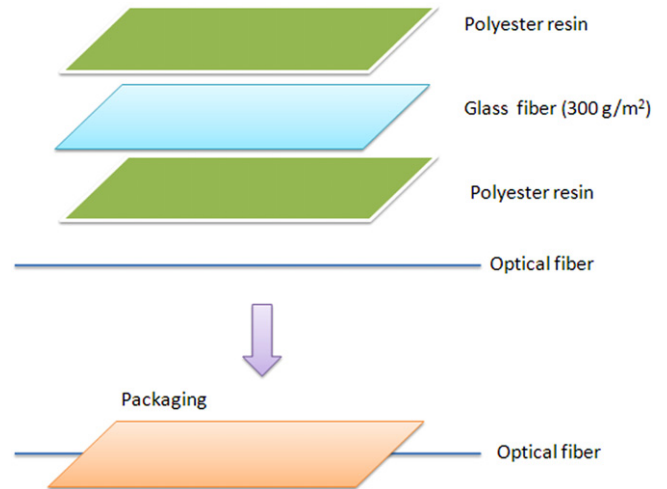 Polyester resin
Glass fiber (300 g/m²)
Polyester resin
Optical fiber
Packaging
Optical fiber